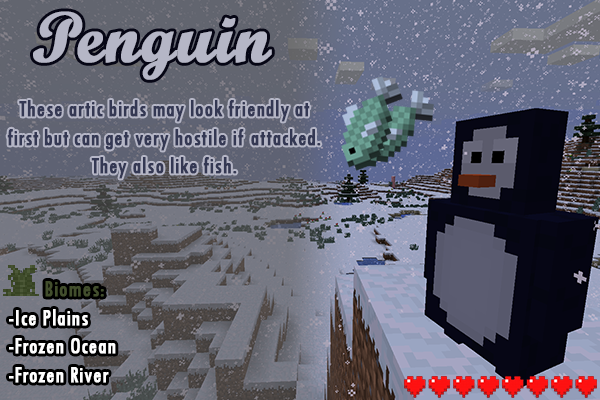 Penguin
These artic birds may look friendly at
first but can get very hostile if attacked.
They also like fish.
Biomes:
-Ice Plains
-Frozen Ocean
-Frozen River